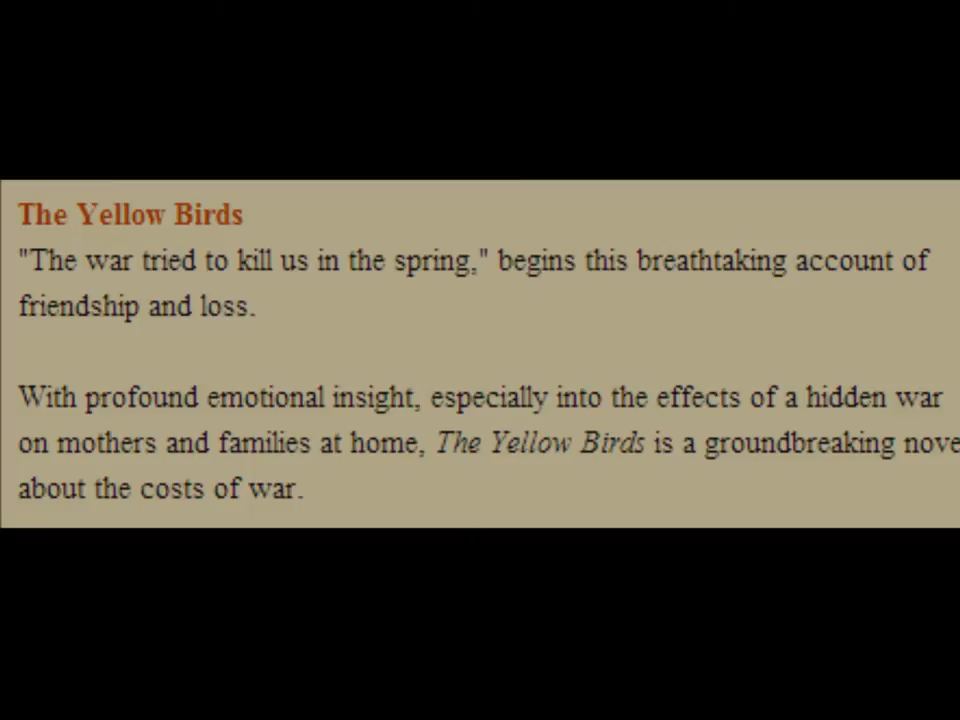 The Yellow Birds
"The war tried to kill us in the spring," begins this breathtaking account of
friendship and loss.
With profound emotional insight, especially into the effects of a hidden war
on mothers and families at home, The Yellow Birds is a groundbreaking nove
about the costs of war.